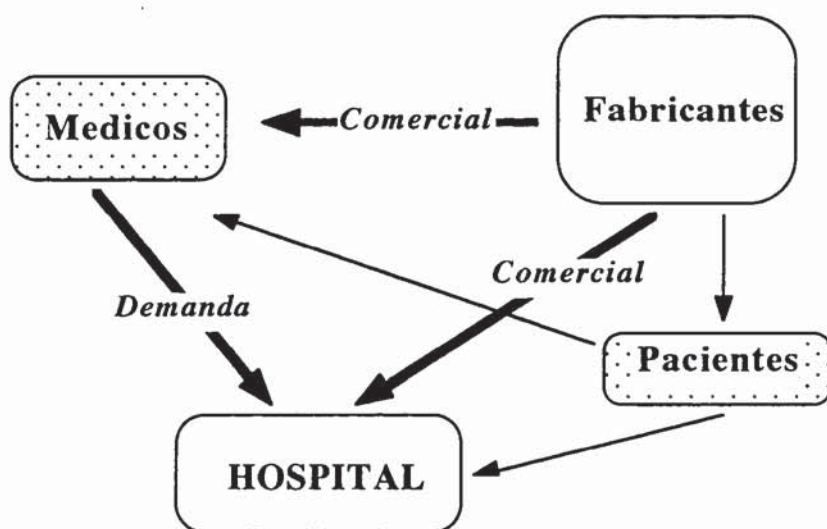 Fabricantes
Medicos
Comercial
Comercial
Demanda
Pacientes
HOSPITAL